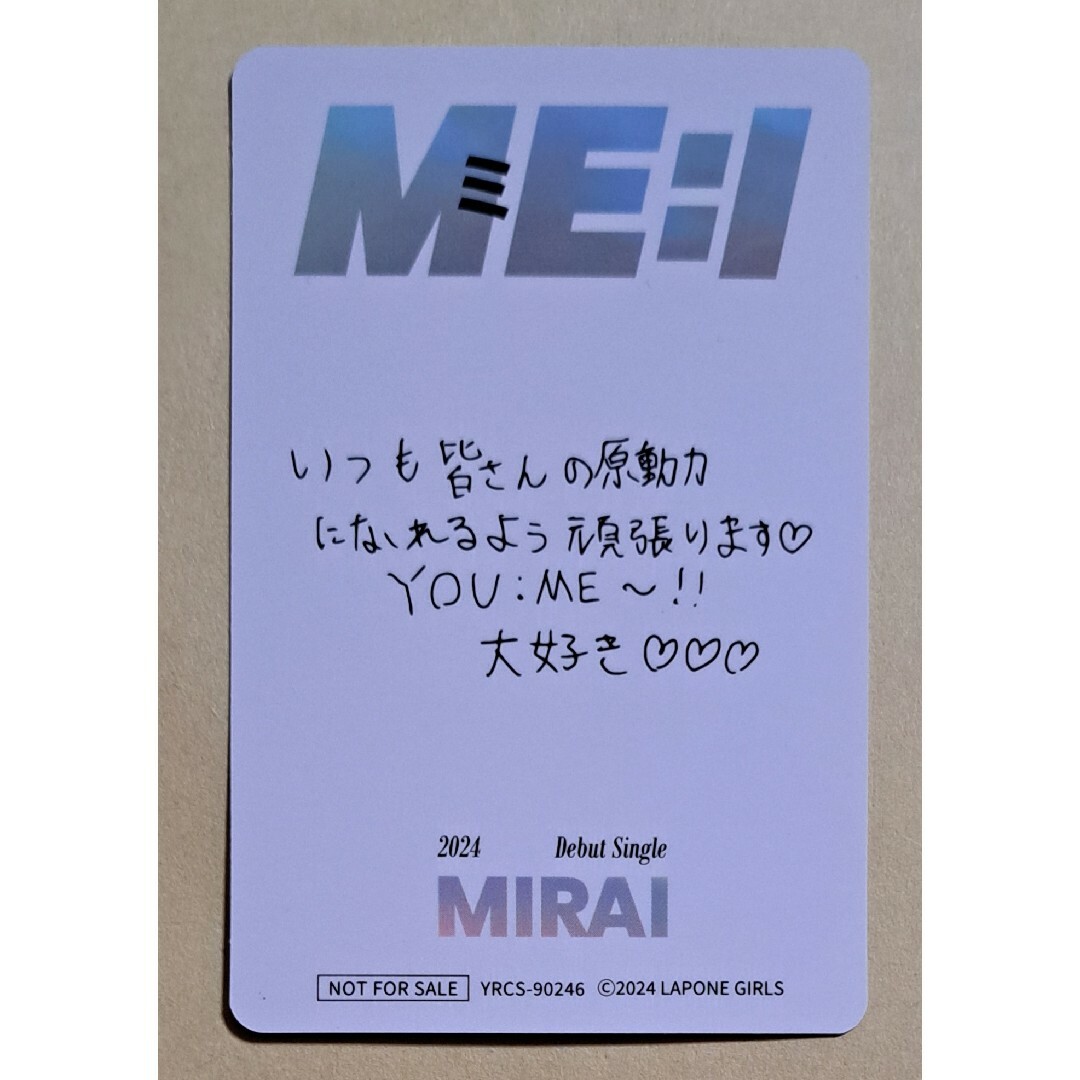 ME:I
ミ
いつも皆さんの原動力
になれるよう頑張ります♡
YOU:ME～!!
大好き♡♡♡
2024 Debut Single
MIRAI
NOT FOR SALE YRCS-90246 ©2024 LAPONE GIRLS